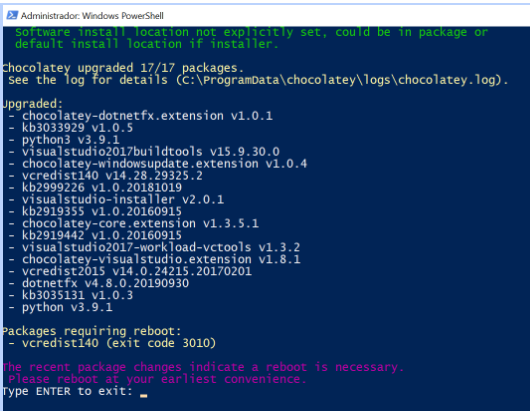 Administrador: Windows PowerShell
Software install location not explicitly set, could be in package or
default install location if installer.
Chocolatey upgraded 17/17 packages.
See the log for details (C:\ProgramData\chocolatey\logs\chocolatey.log).
Upgraded:
- chocolatey-dotnetfx.extension v1.0.1
- kb3033929 v1.0.5
- python3 v3.9.1
- visualstudio2017buildtools v15.9.30.0
- chocolatey-windowsupdate.extension v1.0.4
- vcredist140 v14.28.29325.2
- kb2999226 v1.0.20181019
- visualstudio-installer v2.0.1
- kb2919355 v1.0.20160915
- chocolatey-core.extension v1.3.5.1
- kb2919442 v1.0.20160915
- visualstudio2017-workload-vctools v1.3.2
- chocolatey-visualstudio.extension v1.8.1
- vcredist2015 v14.0.24215.20170201
- dotnetfx v4.8.0.20190930
- kb3035131 v1.0.3
- python v3.9.1
Packages requiring reboot:
- vcredist140 (exit code 3010)
The recent package changes indicate a reboot is necessary.
Please reboot at your earliest convenience.
Type ENTER to exit: _